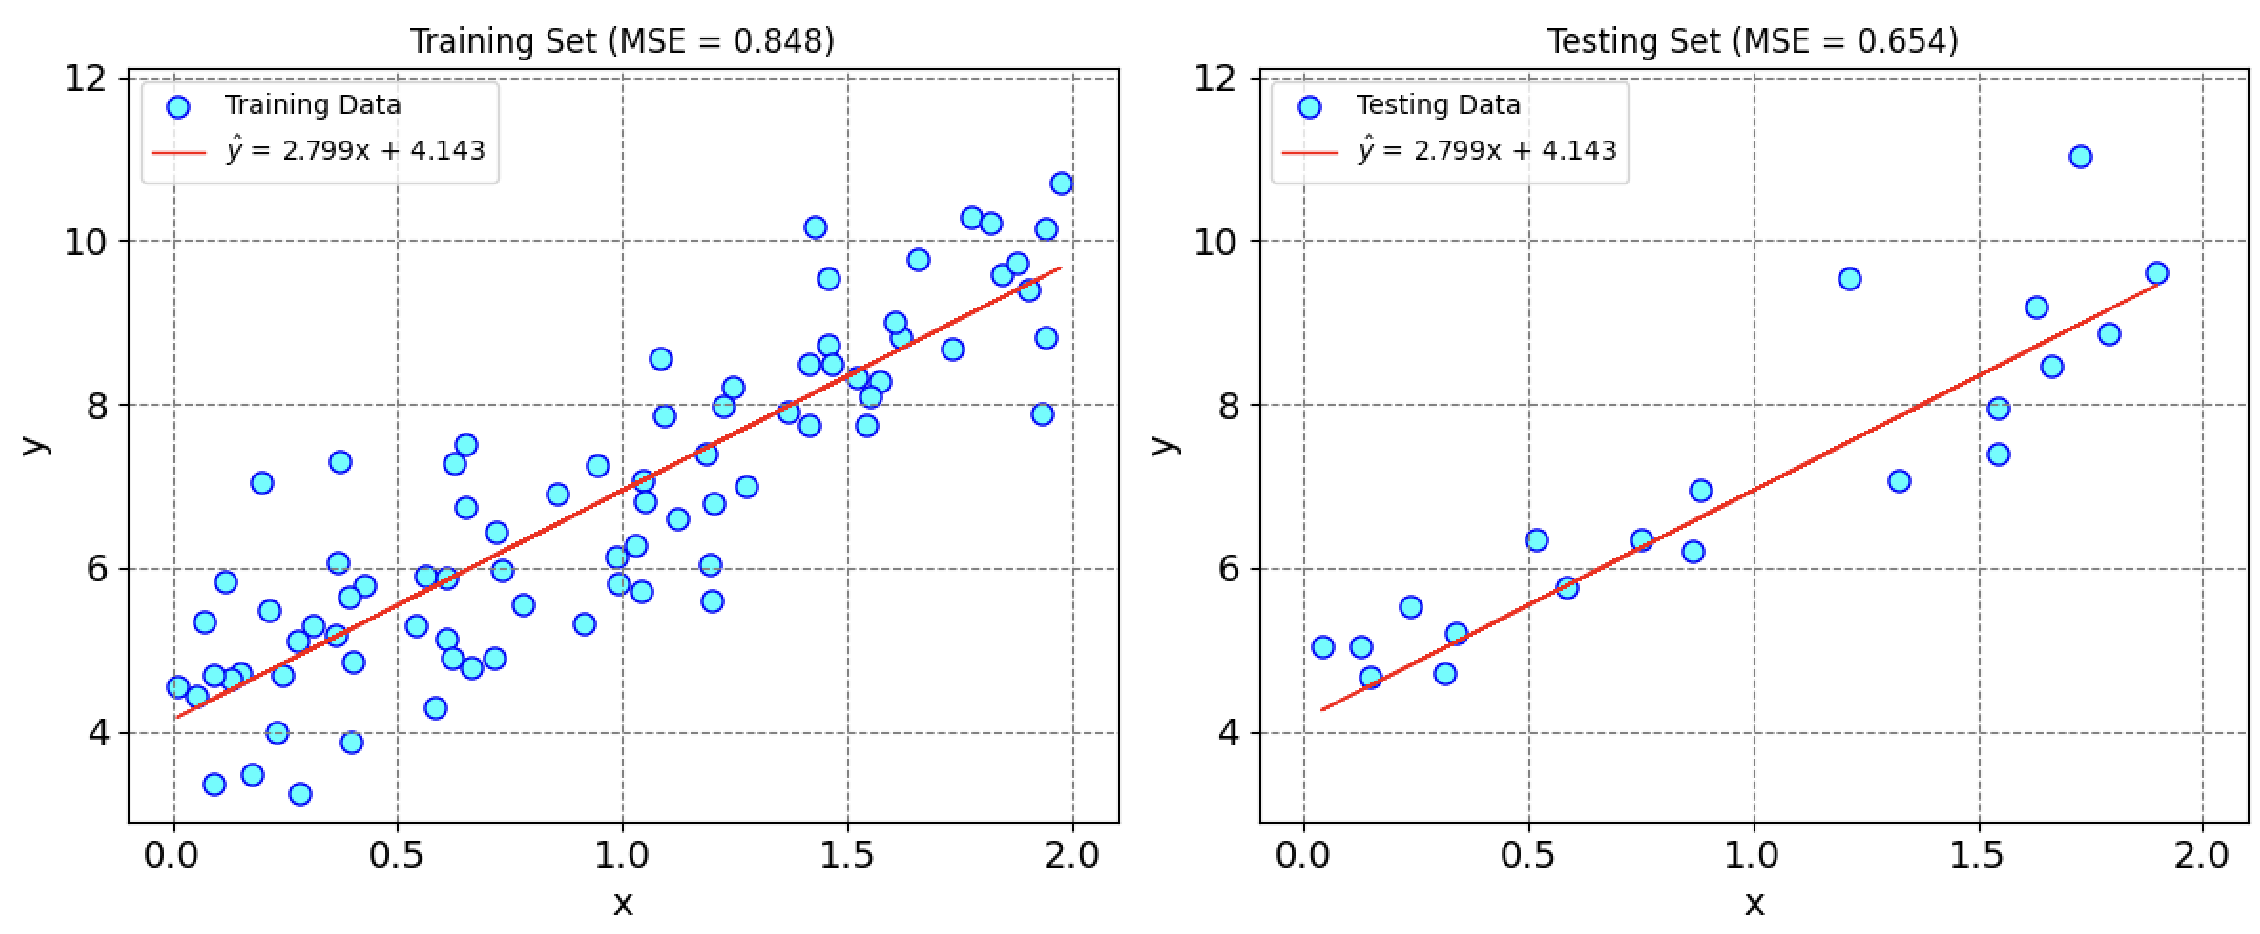 Training Set (MSE = 0.848)
Training Data
ŷ = 2.799x + 4.143
12
10
8
6
4
y
0.0 0.5 1.0 1.5 2.0
x
Testing Set (MSE = 0.654)
Testing Data
ŷ = 2.799x + 4.143
12
10
8
6
4
y
0.0 0.5 1.0 1.5 2.0
x